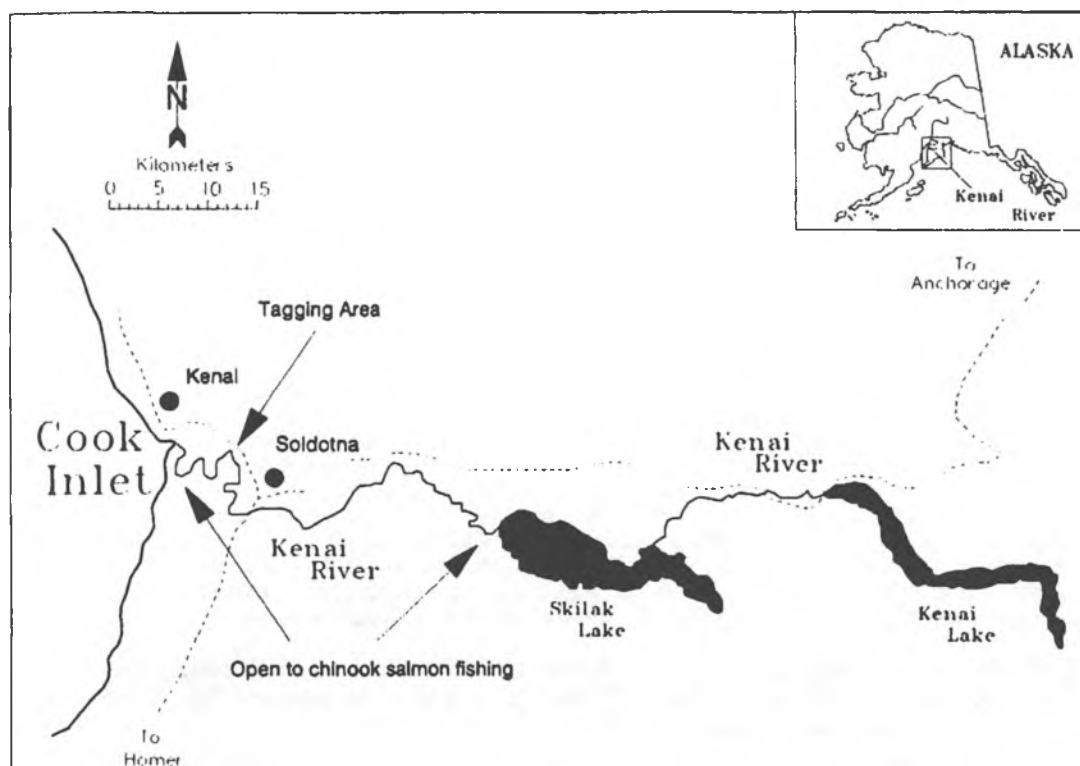 ALASKA
Kenai
River
N
Kilometers
0 5 10 15
To
Anchorage
Tagging Area
Kenai
Cook
Inlet
Soldotna
Kenai
River
Kenai
River
Skilak
Lake
Kenai
Lake
Open to chinook salmon fishing
To
Homer